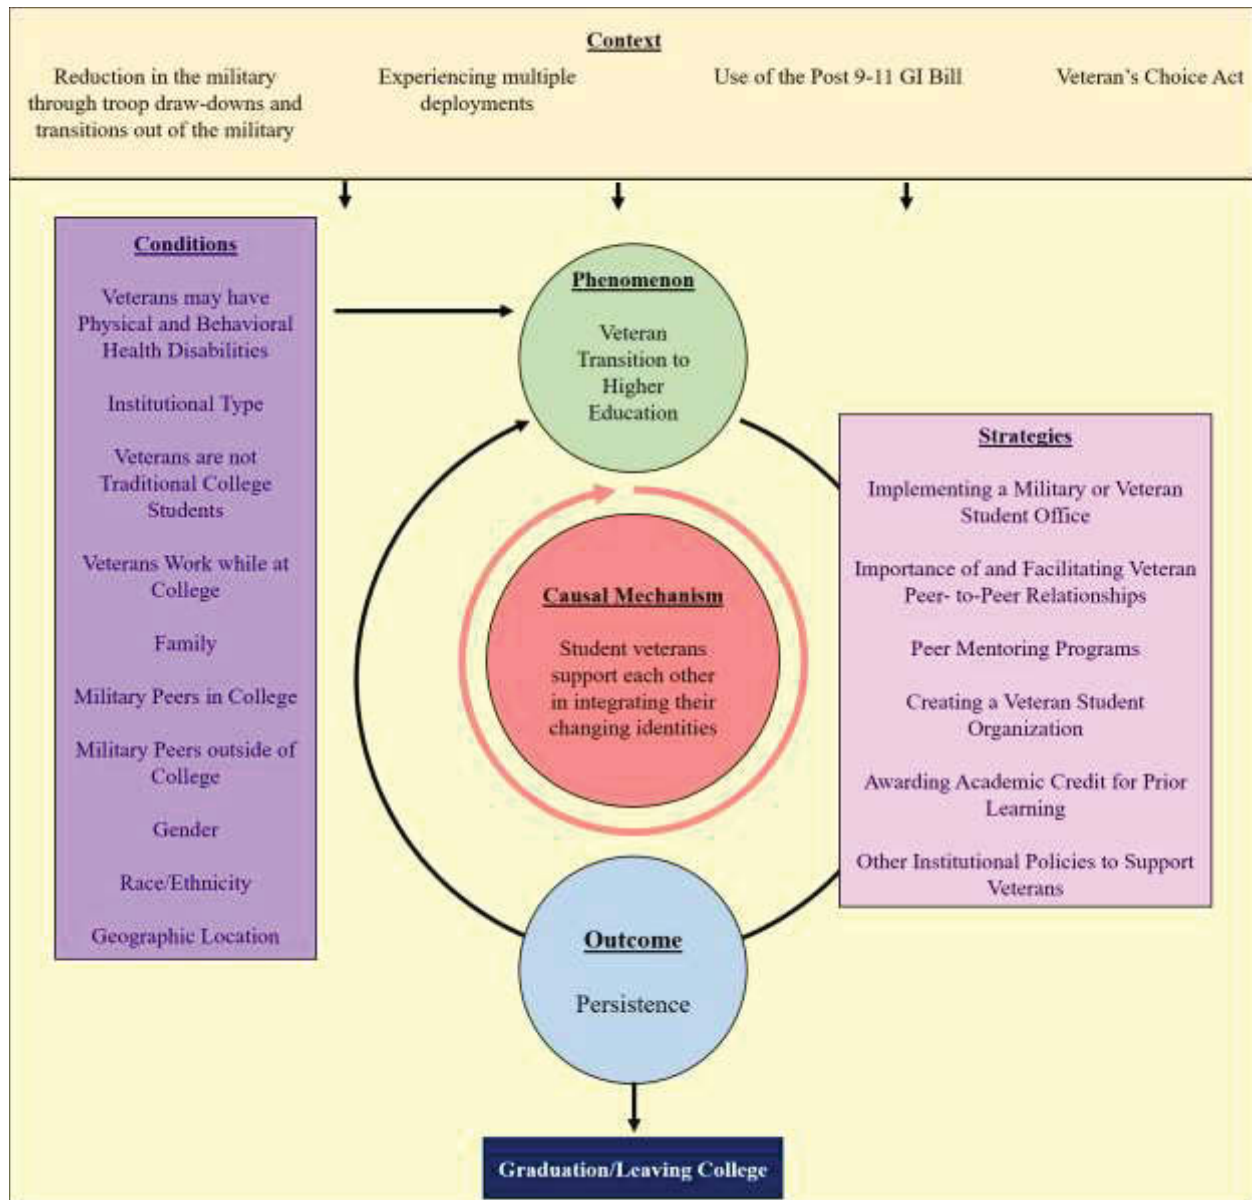 Context
Reduction in the military
through troop draw-downs and
transitions out of the military
Experiencing multiple
deployments
Use of the Post 9-11 GI Bill
Veteran's Choice Act
Conditions
Veterans may have
Physical and Behavioral
Health Disabilities
Institutional Type
Veterans are not
Traditional College
Students
Veterans Work while at
College
Family
Military Peers in College
Military Peers outside of
College
Gender
Race/Ethnicity
Geographic Location
Phenomenon
Veteran
Transition to
Higher
Education
Causal Mechanism
Student veterans
support each other
in integrating their
changing identities
Strategies
Implementing a Military or Veteran
Student Office
Importance of and Facilitating Veteran
Peer- to-Peer Relationships
Peer Mentoring Programs
Creating a Veteran Student
Organization
Awarding Academic Credit for Prior
Learning
Other Institutional Policies to Support
Veterans
Outcome
Persistence
Graduation/Leaving College